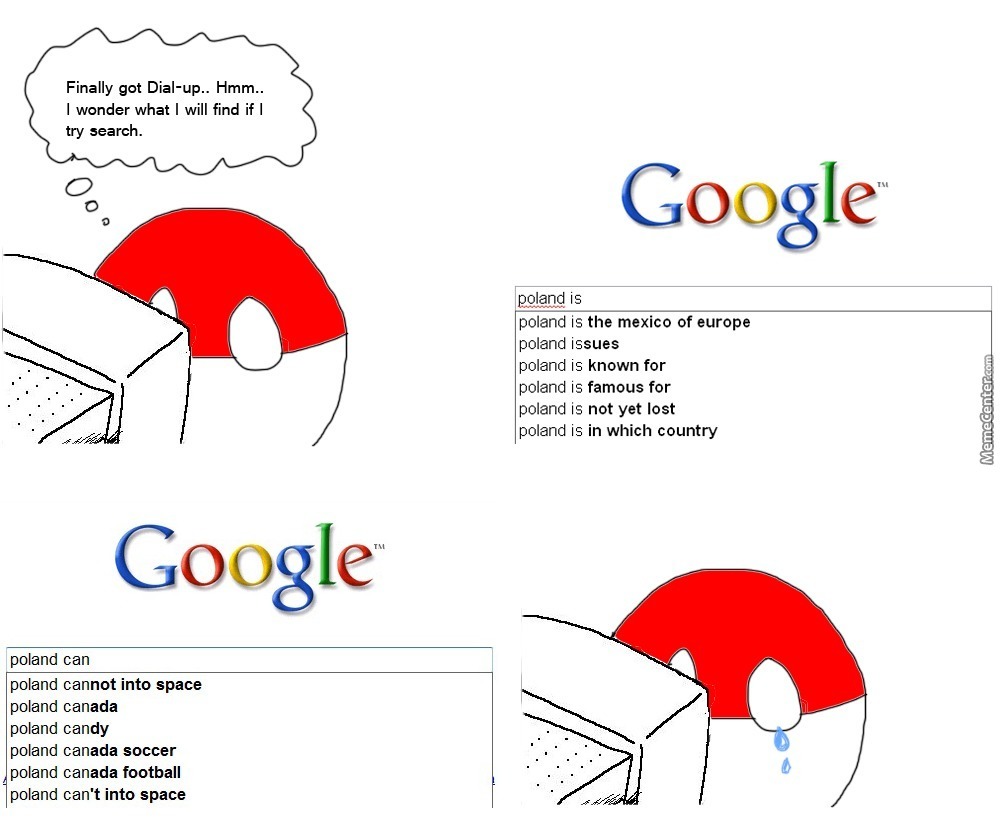 Finally got Dial-up.. Hmm..
I wonder what I will find if I
try search.
Google™
poland is
poland is the mexico of europe
poland issues
poland is known for
poland is famous for
poland is not yet lost
poland is in which country
MemeCenter.com
Google™
poland can
poland cannot into space
poland canada
poland candy
poland canada soccer
poland canada football
poland can't into space